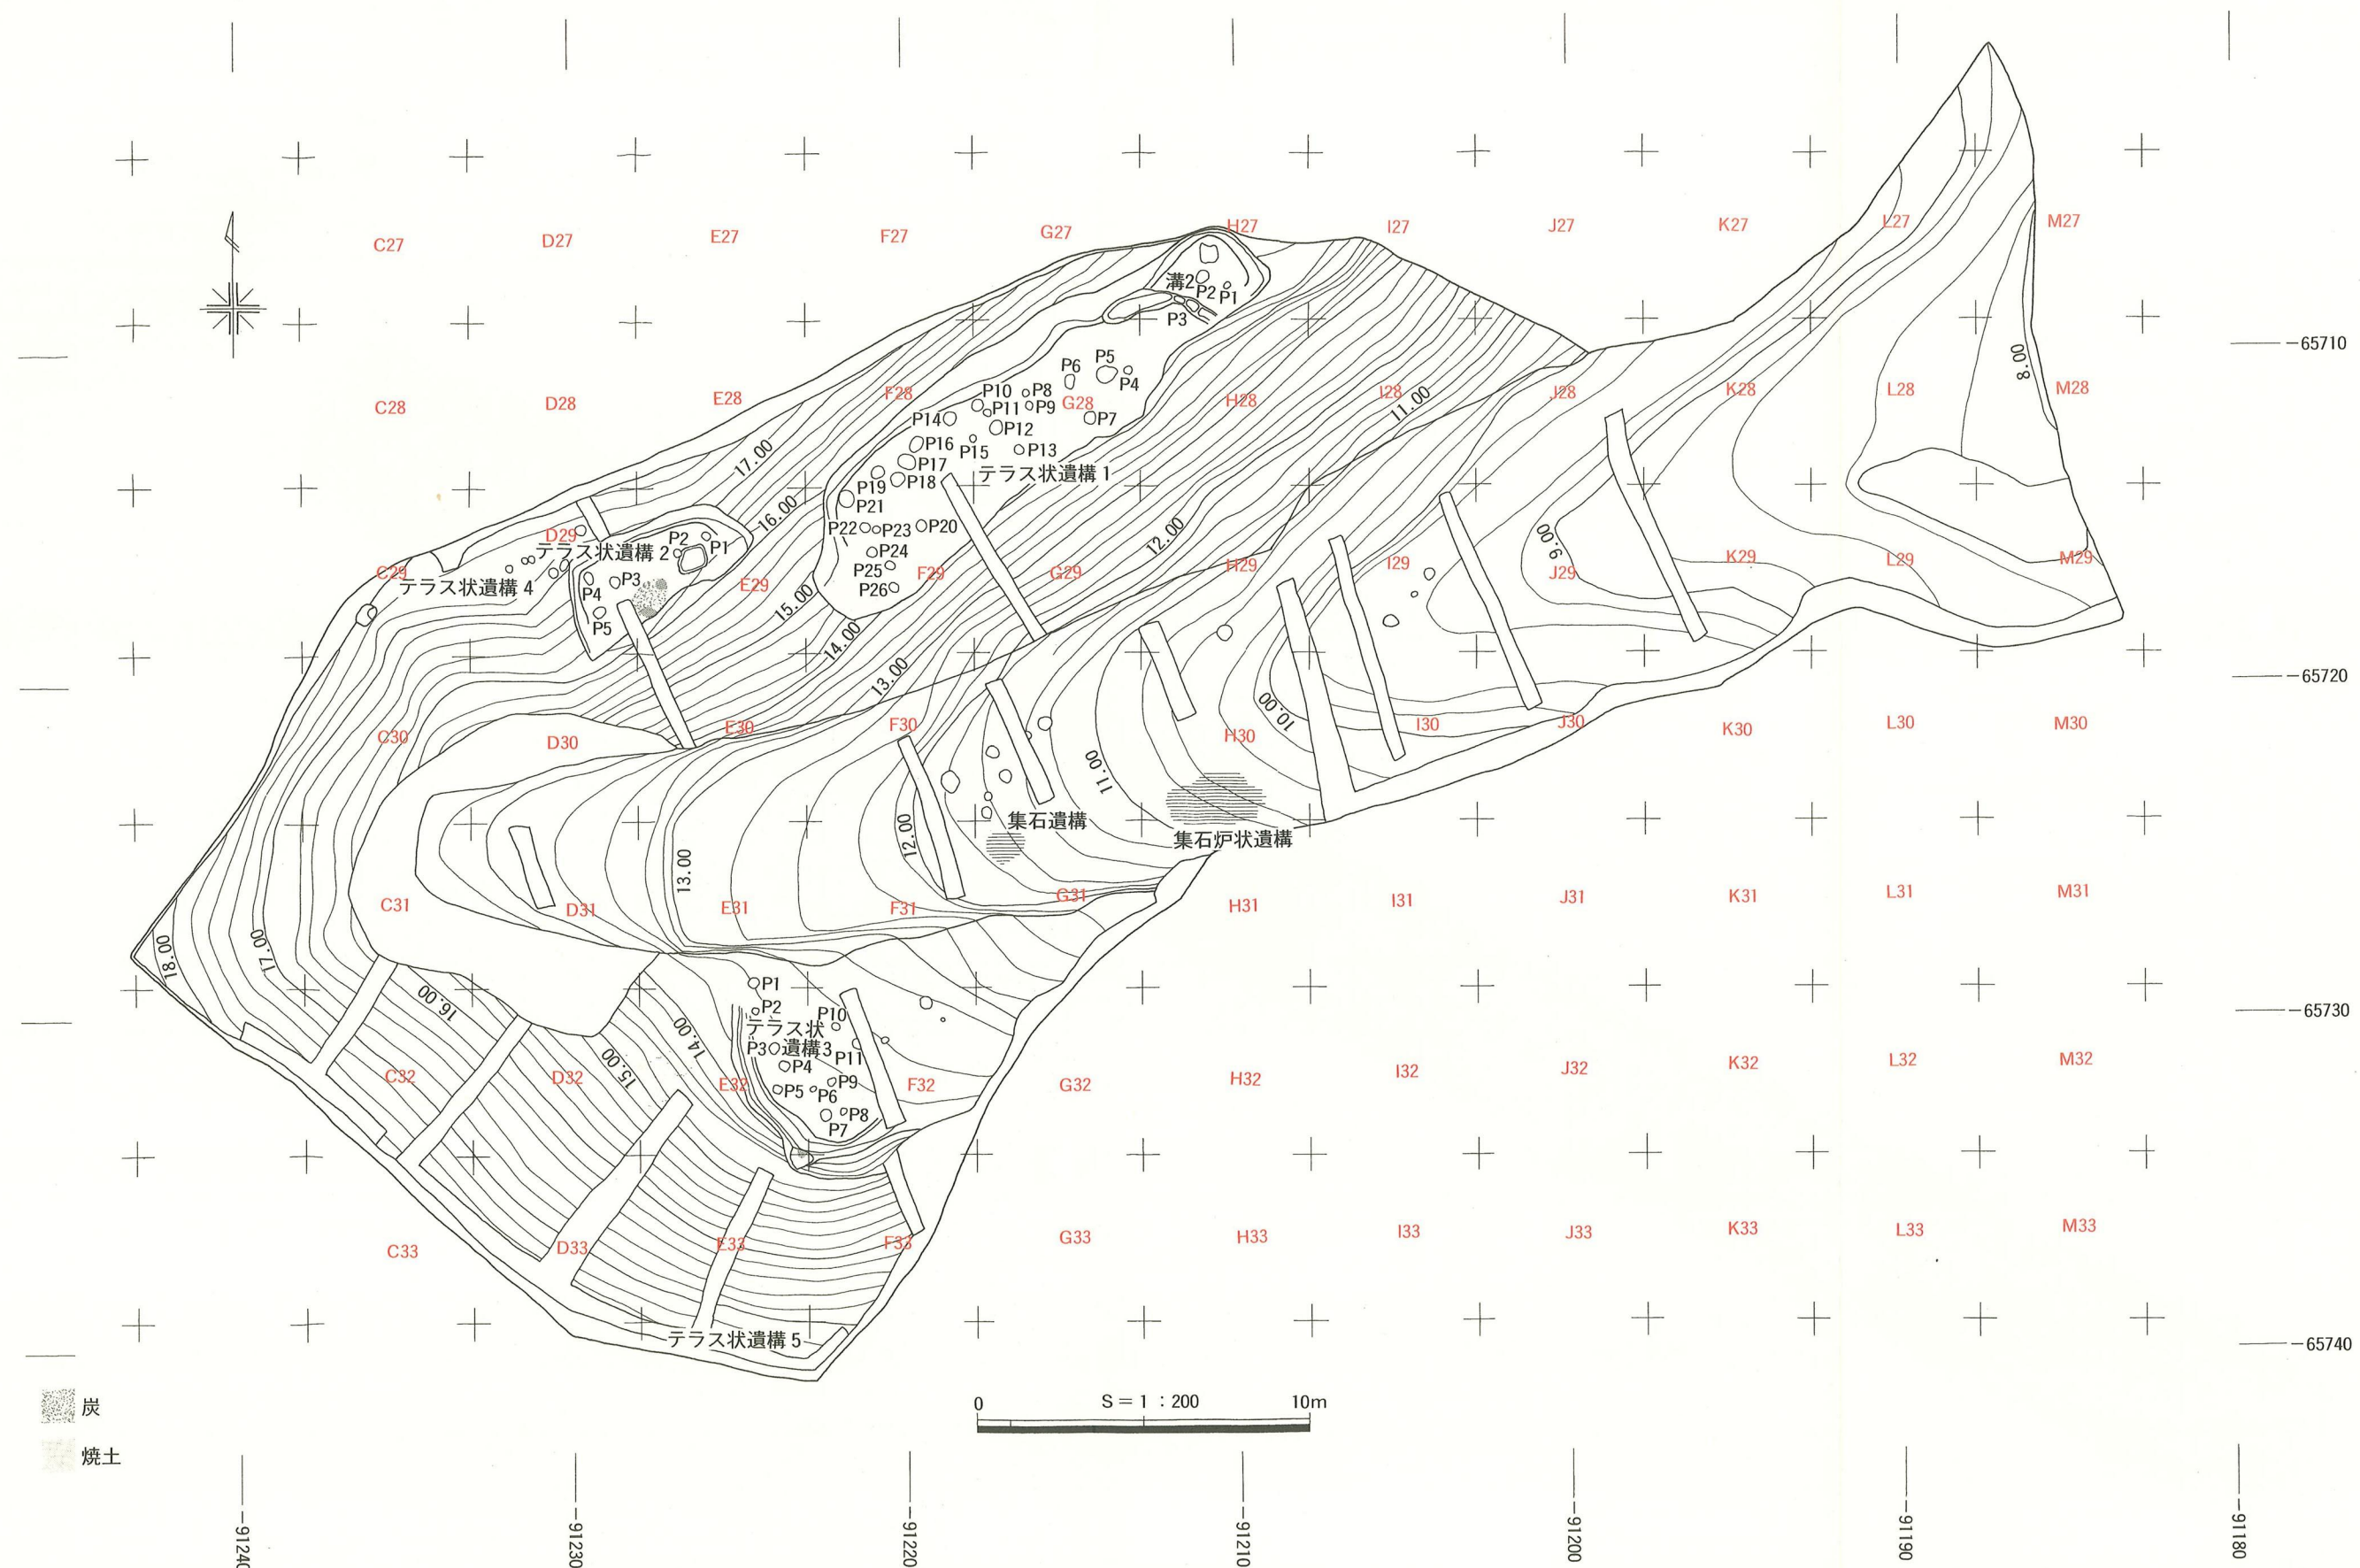 C27
D27
E27
F27
G27
H27
I27
J27
K27
L27
M27
溝2
P2
P1
P3
−65710
8.00
C28
D28
E28
F28
G28
H28
I28
J28
K28
L28
M28
P5
P6
P4
P10
P8
P11
P9
P14
P7
P12
P16
P15
P13
P17
テラス状遺構1
P18
P19
P21
P22
P23
P20
P24
P25
P26
17.00
16.00
15.00
14.00
13.00
12.00
11.00
D29
テラス状遺構2
P2
P1
C29
テラス状遺構4
P3
P4
P5
E29
F29
G29
H29
I29
9.00
J29
K29
L29
M29
−65720
C30
D30
E30
F30
10.00
H30
I30
J30
K30
L30
M30
11.00
集石遺構
集石炉状遺構
12.00
13.00
C31
D31
E31
F31
G31
H31
I31
J31
K31
L31
M31
18.00
17.00
16.00
15.00
14.00
P1
P2
P10
テラス状
遺構3
P3
P11
P4
P9
P5
P6
P8
P7
−65730
C32
D32
E32
F32
G32
H32
I32
J32
K32
L32
M32
C33
D33
E33
F33
G33
H33
I33
J33
K33
L33
M33
テラス状遺構5
−65740
炭
焼土
0 S=1:200 10m
−91240
−91230
−91220
−91210
−91200
−91190
−91180